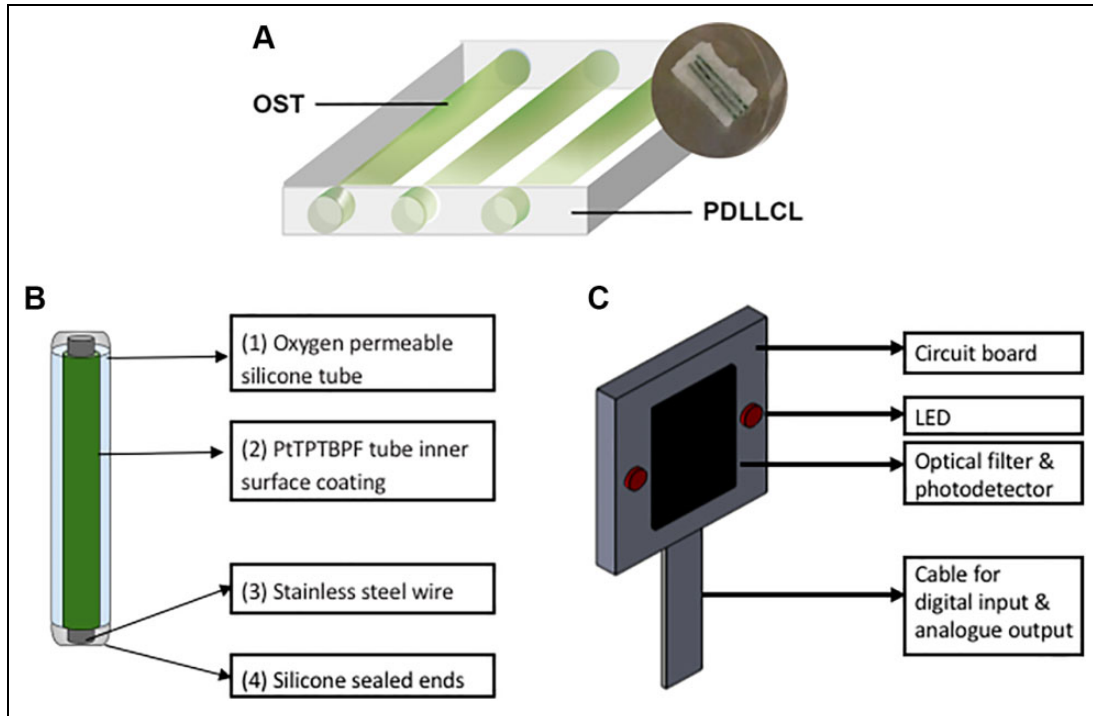 A
OST
PDLLCL
B
(1) Oxygen permeable
silicone tube
(2) PtTPTBPF tube inner
surface coating
(3) Stainless steel wire
(4) Silicone sealed ends
C
Circuit board
LED
Optical filter &
photodetector
Cable for
digital input &
analogue output